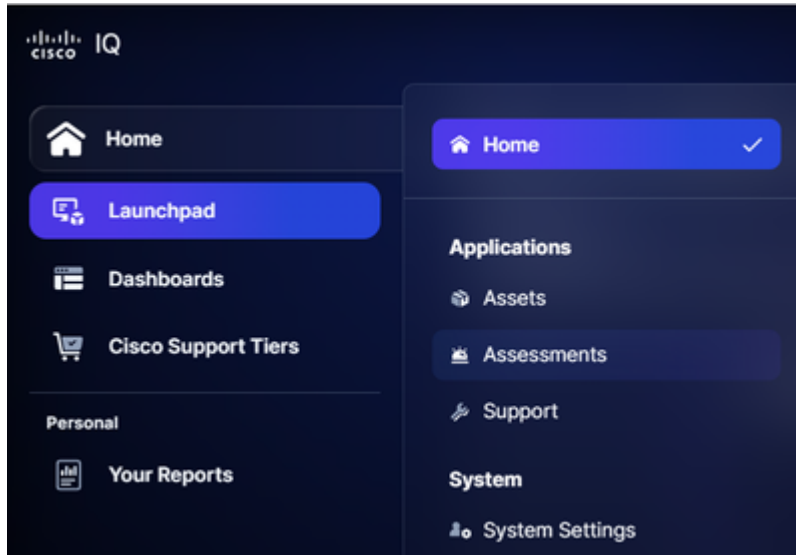 cisco IQ
Home
Launchpad
Dashboards
Cisco Support Tiers
Personal
Your Reports
Home
Applications
Assets
Assessments
Support
System
System Settings